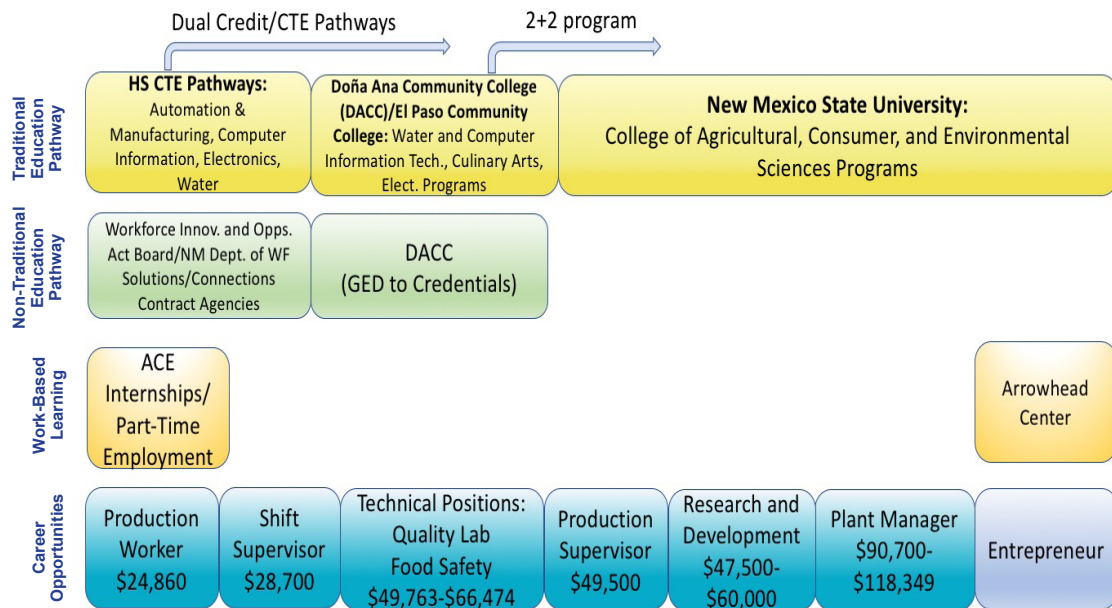 Dual Credit/CTE Pathways
2+2 program
Traditional
Education
Pathway
HS CTE Pathways:
Automation &
Manufacturing, Computer
Information, Electronics,
Water
Doña Ana Community College
(DACC)/El Paso Community
College: Water and Computer
Information Tech., Culinary Arts,
Elect. Programs
New Mexico State University:
College of Agricultural, Consumer, and Environmental
Sciences Programs
Non-Traditional
Education
Pathway
Workforce Innov. and Opps.
Act Board/NM Dept. of WF
Solutions/Connections
Contract Agencies
DACC
(GED to Credentials)
Work-Based
Learning
ACE
Internships/
Part-Time
Employment
Arrowhead
Center
Career
Opportunities
Production
Worker
$24,860
Shift
Supervisor
$28,700
Technical Positions:
Quality Lab
Food Safety
$49,763-$66,474
Production
Supervisor
$49,500
Research and
Development
$47,500-
$60,000
Plant Manager
$90,700-
$118,349
Entrepreneur